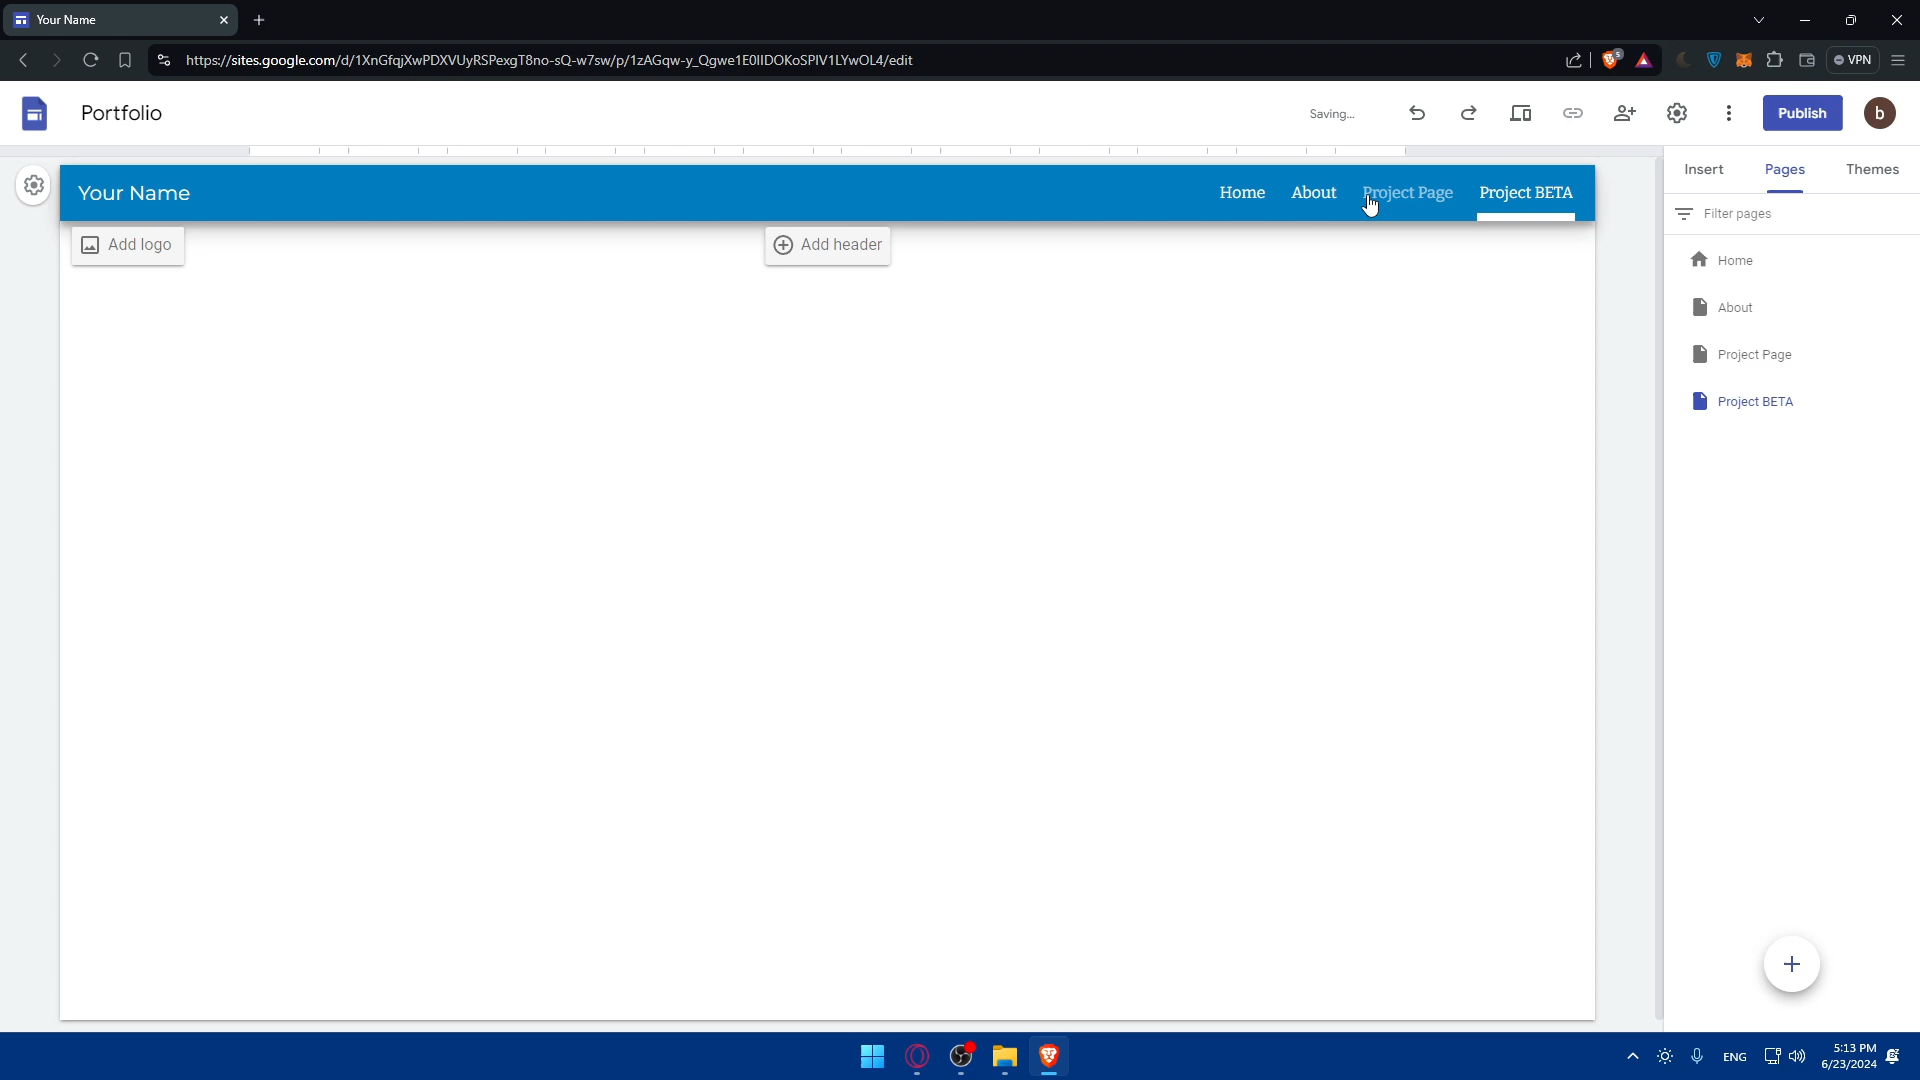 Your Name
https://sites.google.com/d/1XnGfqjXwPDXVUyRSPexgT8no-sQ-w7sw/p/1zAGqw-y_Qgwe1E0IIDOKoSPIV1LYwOL4/edit
5
VPN
Portfolio
Saving...
Publish
b
Your Name
Home
About
Project Page
Project BETA
Add logo
Add header
Insert
Pages
Themes
Filter pages
Home
About
Project Page
Project BETA
ENG
5:13 PM
6/23/2024